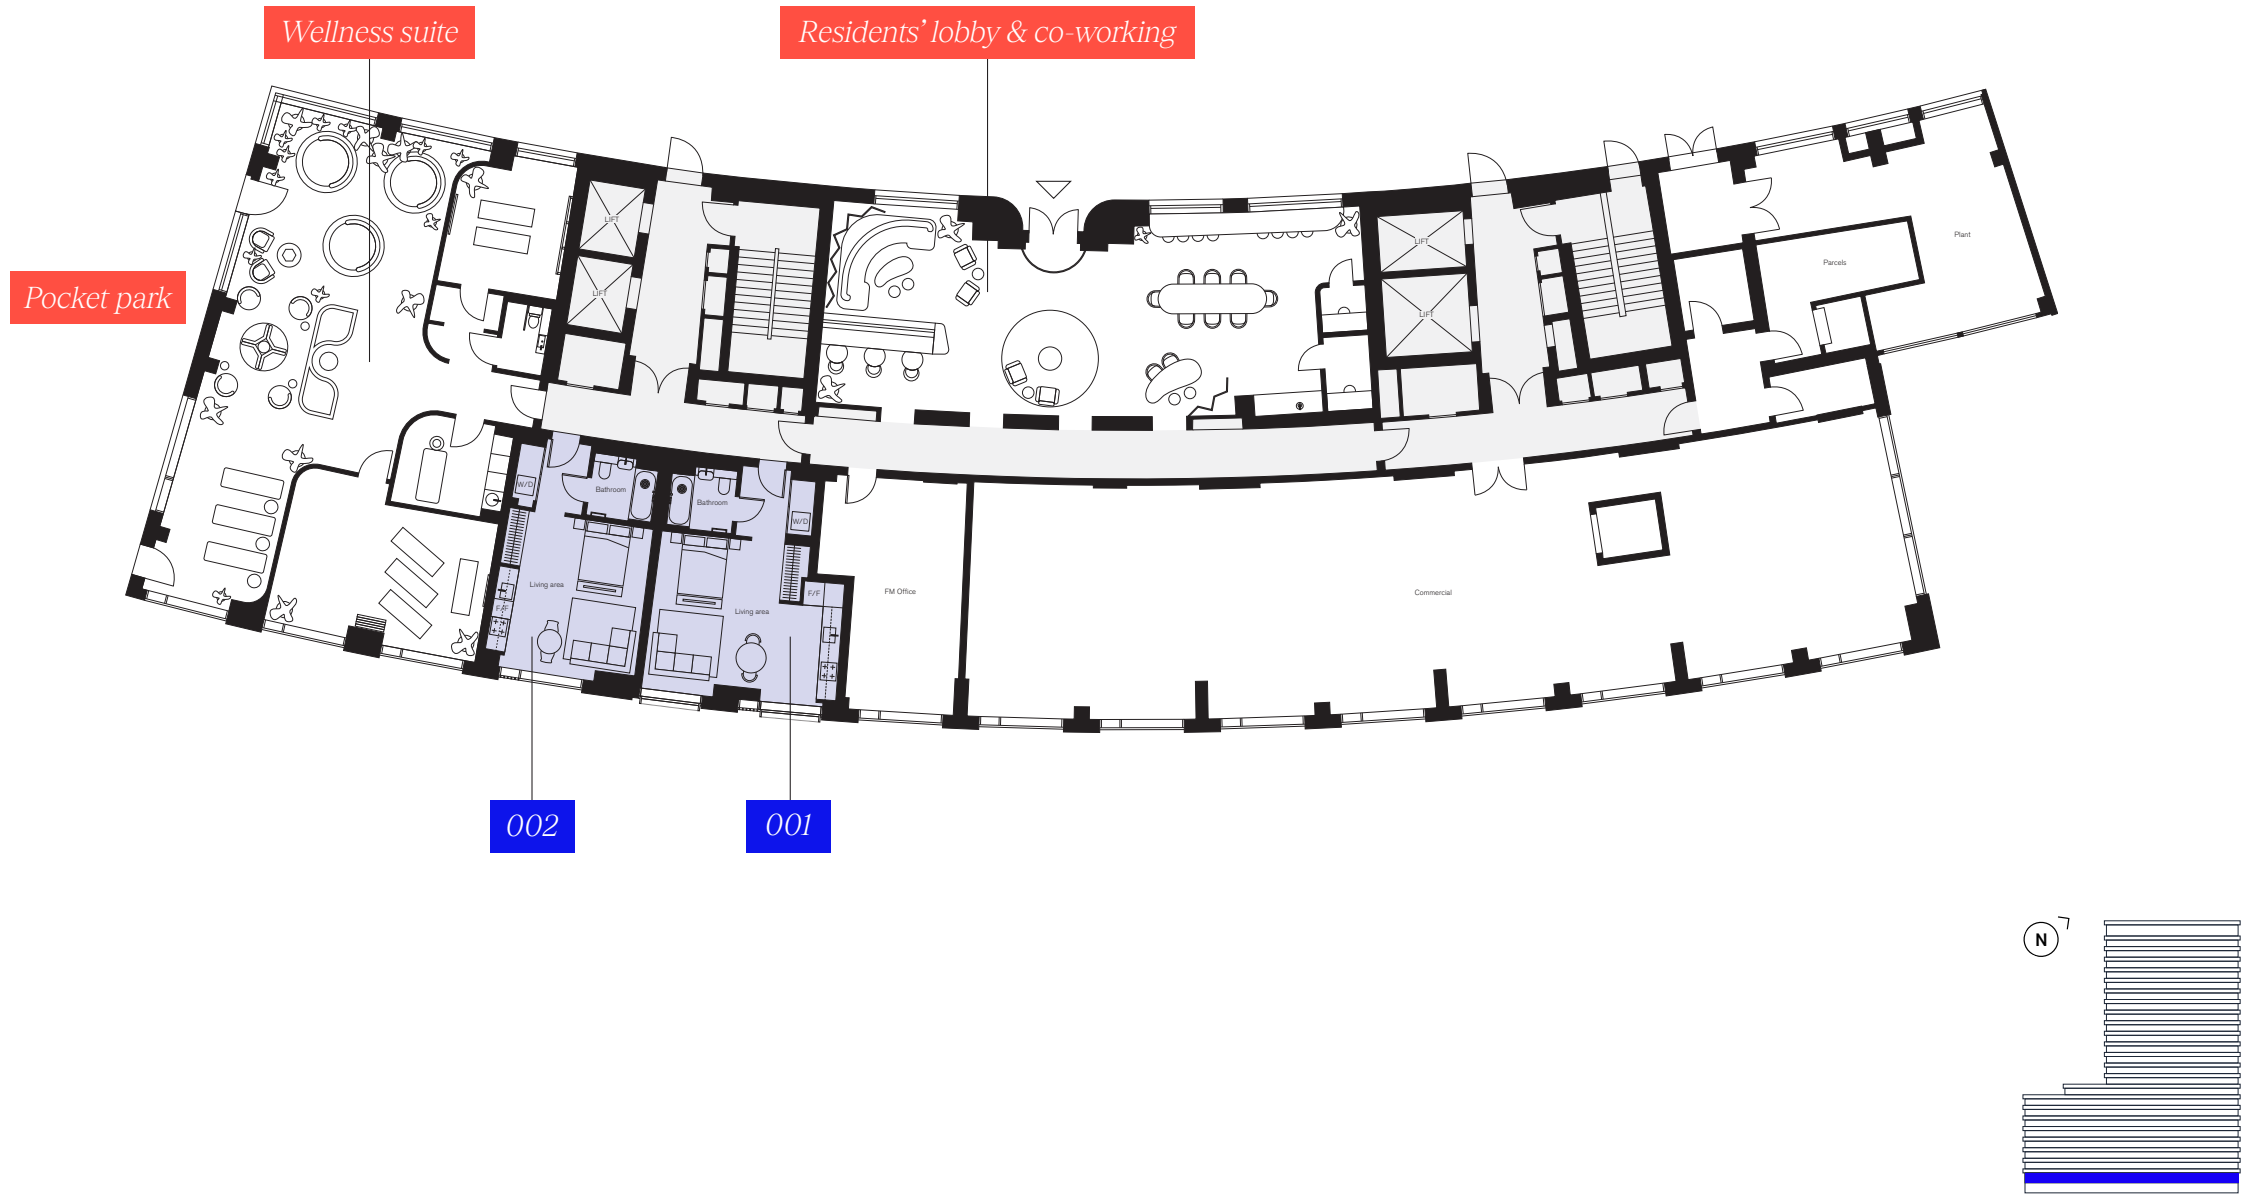 Wellness suite
Residents’ lobby & co-working
Pocket park
LIFT
LIFT
LIFT
LIFT
Plant
Parcels
W/D
Bathroom
Bathroom
W/D
Living area
F/F
Living area
F/F
FM Office
Commercial
002
001
N